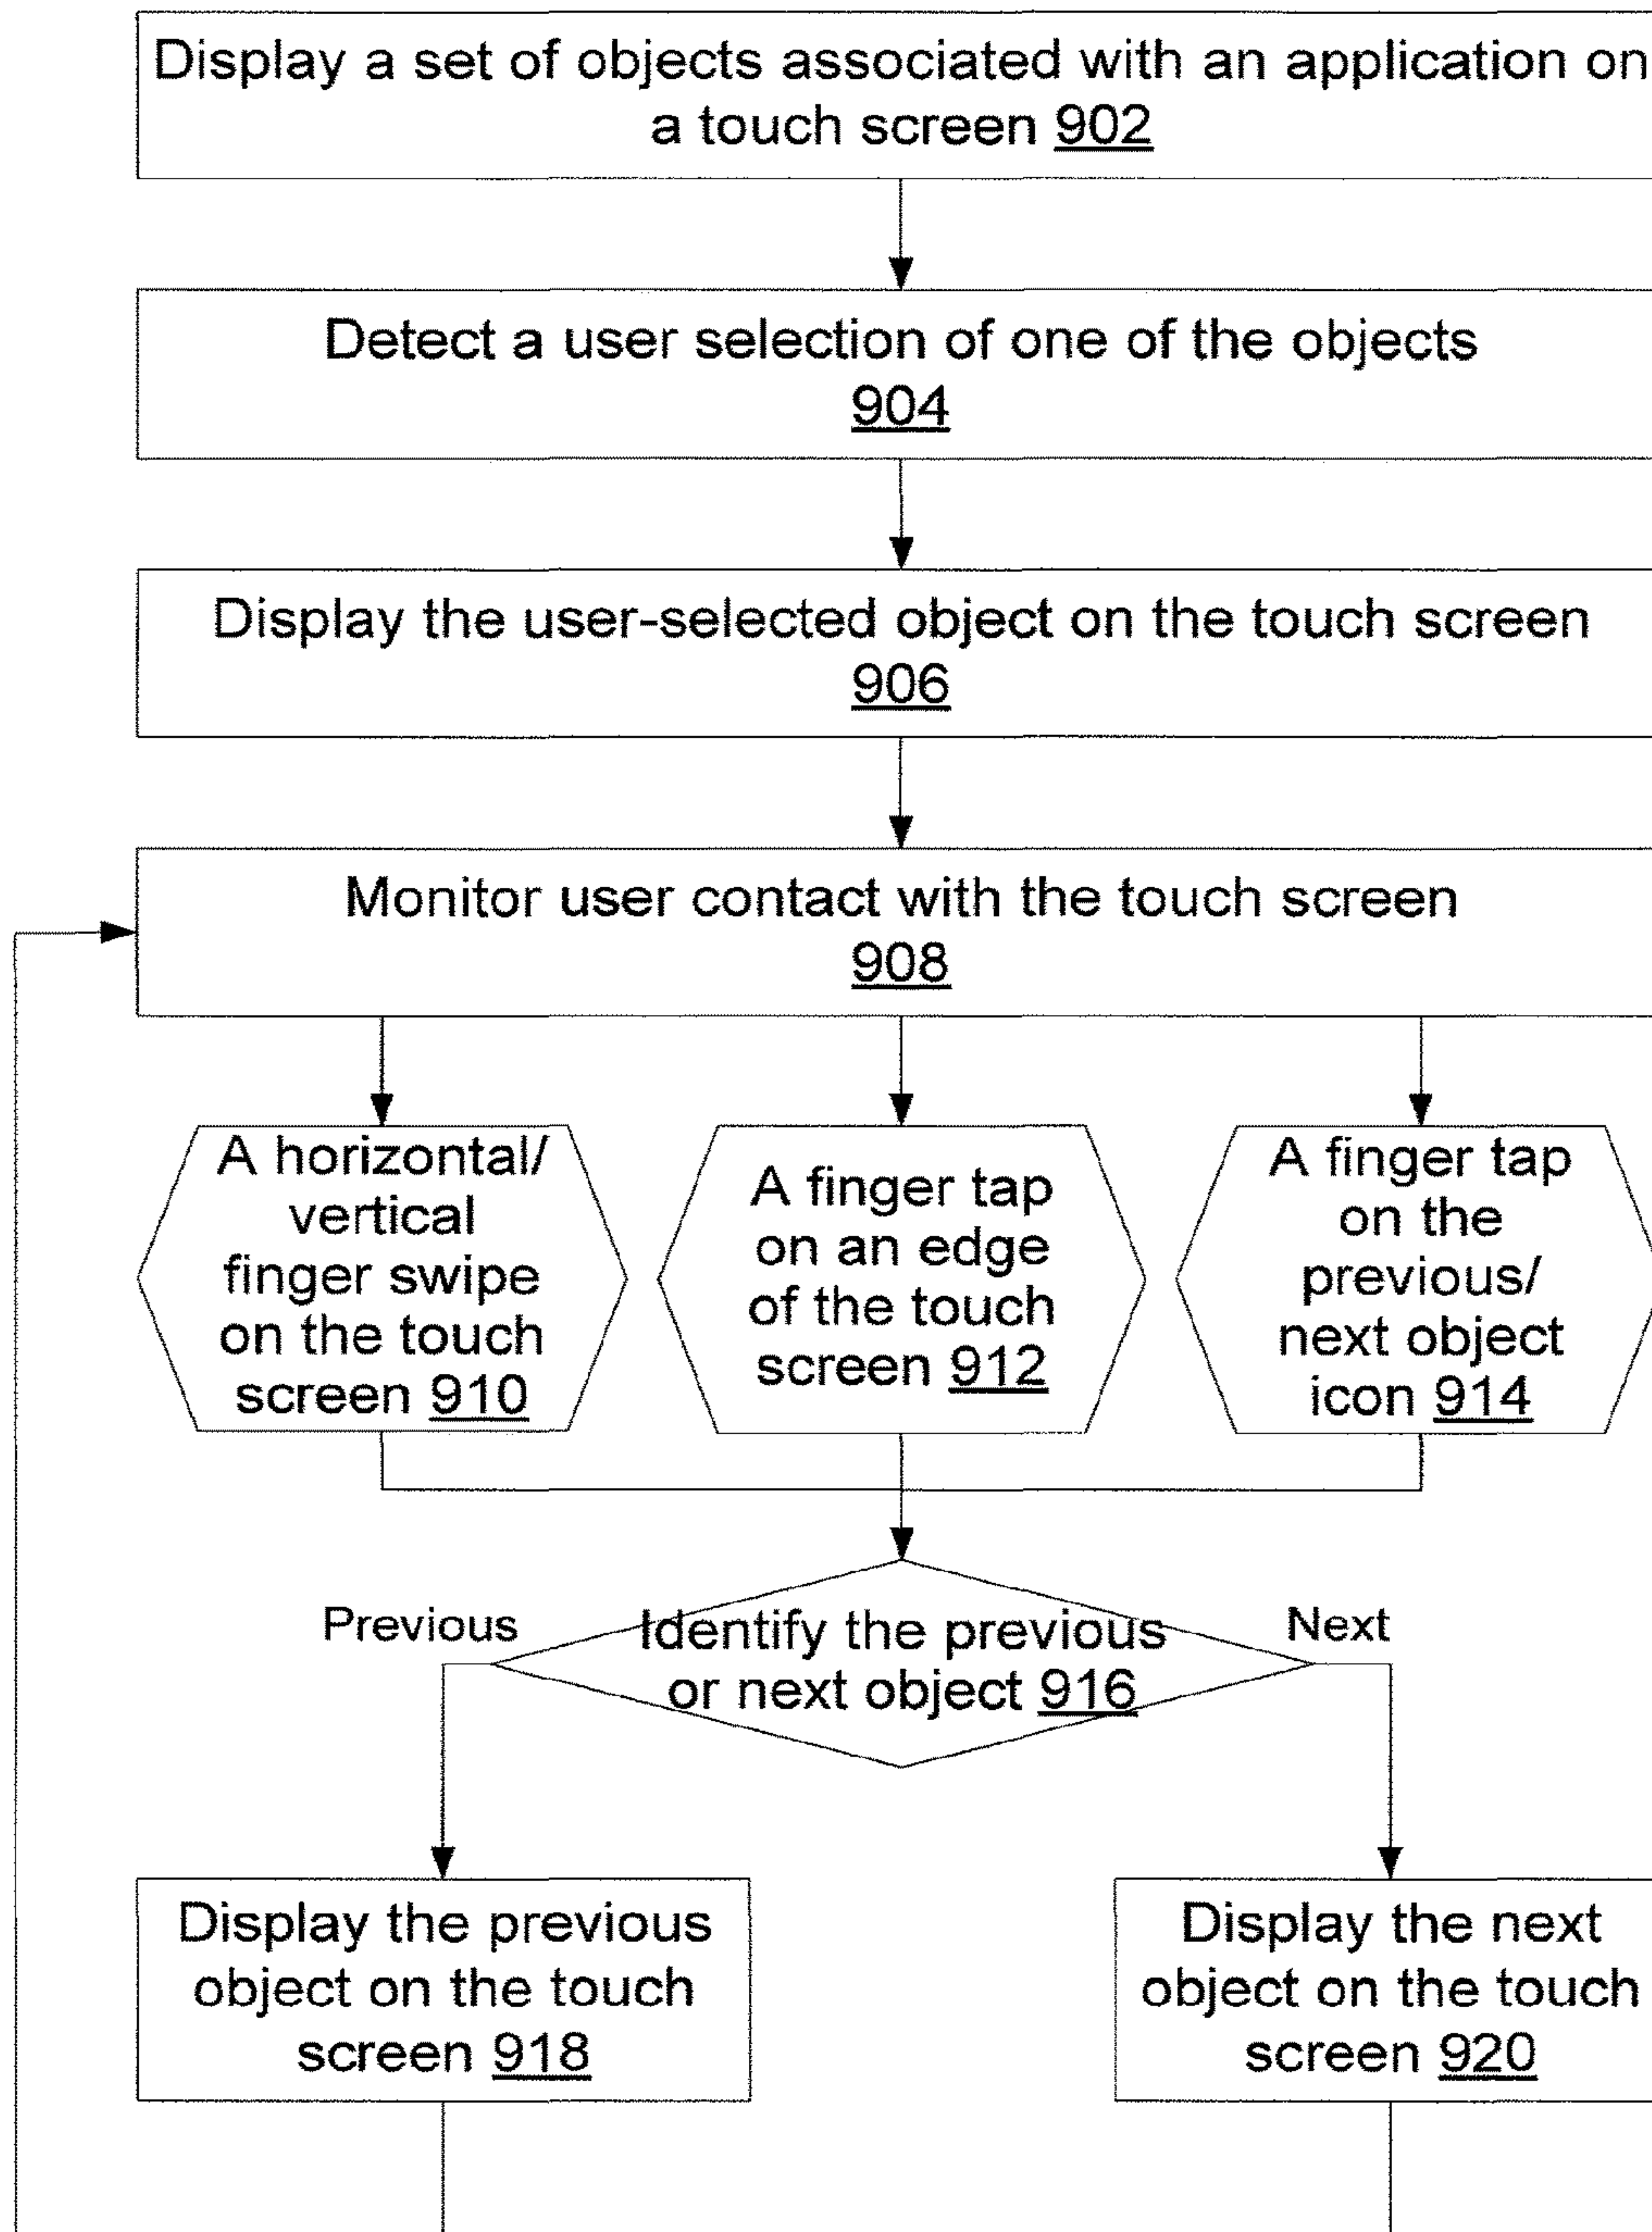 Display a set of objects associated with an application on
a touch screen 902
Detect a user selection of one of the objects
904
Display the user-selected object on the touch screen
906
Monitor user contact with the touch screen
908
A horizontal/
vertical
finger swipe
on the touch
screen 910
A finger tap
on an edge
of the touch
screen 912
A finger tap
on the
previous/
next object
icon 914
Previous
Identify the previous
or next object 916
Next
Display the previous
object on the touch
screen 918
Display the next
object on the touch
screen 920